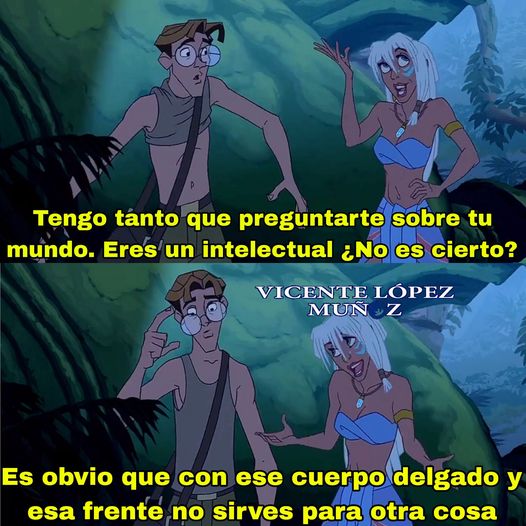 Tengo tanto que preguntarte sobre tu
mundo. Eres un intelectual ¿No es cierto?
VICENTE LÓPEZ
MUÑOZ
Es obvio que con ese cuerpo delgado y
esa frente no sirves para otra cosa